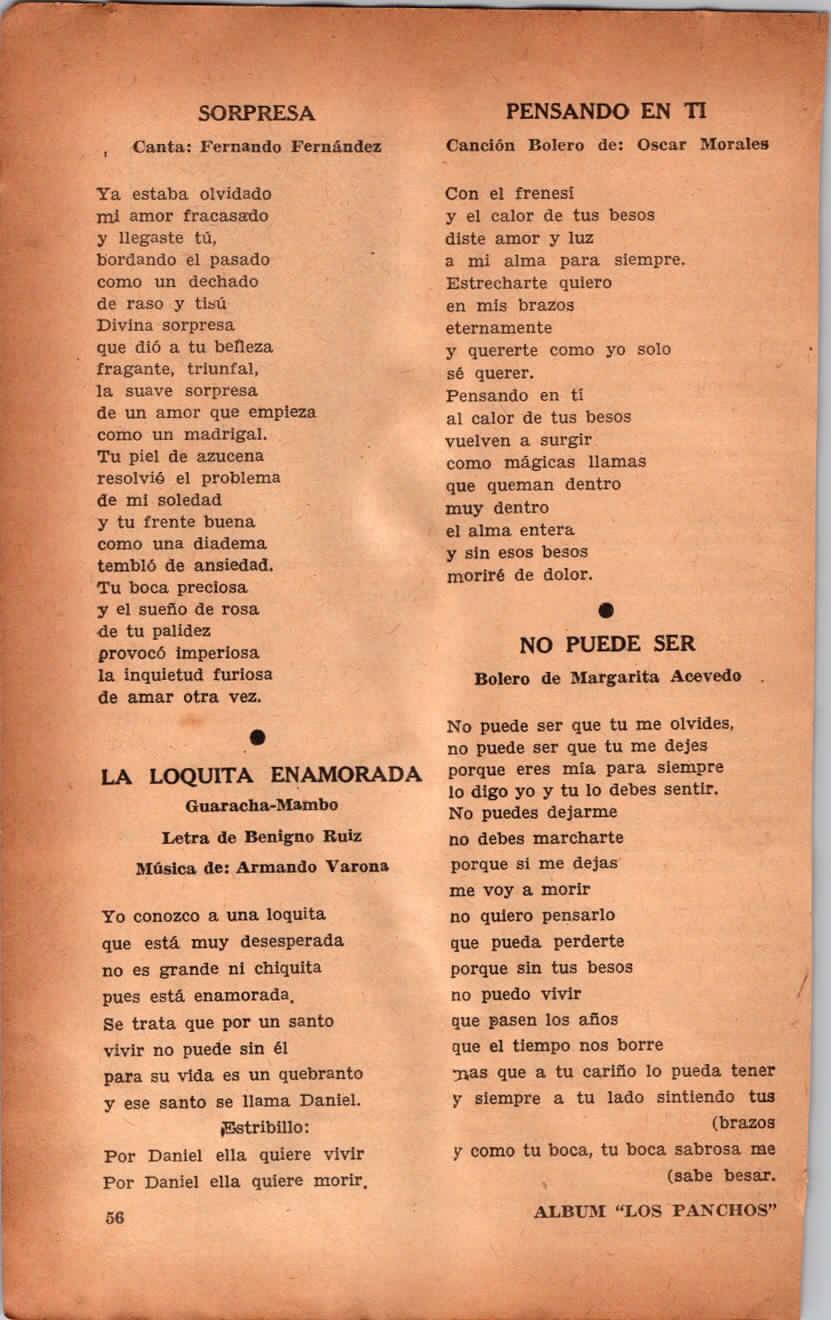 SORPRESA
Canta: Fernando Fernández
Ya estaba olvidado
mi amor fracasado
y llegaste tú,
bordando el pasado
como un dechado
de raso y tisú
Divina sorpresa
que dió a tu belleza
fragante, triunfal,
la suave sorpresa
de un amor que empieza
como un madrigal.
Tu piel de azucena
resolvió el problema
de mi soledad
y tu frente buena
como una diadema
tembló de ansiedad.
Tu boca preciosa
y el sueño de rosa
de tu palidez
provocó imperiosa
la inquietud furiosa
de amar otra vez.
LA LOQUITA ENAMORADA
Guaracha-Mambo
Letra de Benigno Ruiz
Música de: Armando Varona
Yo conozco a una loquita
que está muy desesperada
no es grande ni chiquita
pues está enamorada.
Se trata que por un santo
vivir no puede sin él
para su vida es un quebranto
y ese santo se llama Daniel.
Estribillo:
Por Daniel ella quiere vivir
Por Daniel ella quiere morir.
56
PENSANDO EN TI
Canción Bolero de: Oscar Morales
Con el frenesí
y el calor de tus besos
diste amor y luz
a mi alma para siempre.
Estrecharte quiero
en mis brazos
eternamente
y quererte como yo solo
sé querer.
Pensando en tí
al calor de tus besos
vuelven a surgir
como mágicas llamas
que queman dentro
muy dentro
el alma entera
y sin esos besos
moriré de dolor.
NO PUEDE SER
Bolero de Margarita Acevedo
No puede ser que tu me olvides,
no puede ser que tu me dejes
porque eres mía para siempre
lo digo yo y tu lo debes sentir.
No puedes dejarme
no debes marcharte
porque si me dejas
me voy a morir
no quiero pensarlo
que pueda perderte
porque sin tus besos
no puedo vivir
que pasen los años
que el tiempo nos borre
mas que a tu cariño lo pueda tener
y siempre a tu lado sintiendo tus
(brazos
y como tu boca, tu boca sabrosa me
(sabe besar.
ALBUM "LOS PANCHOS"